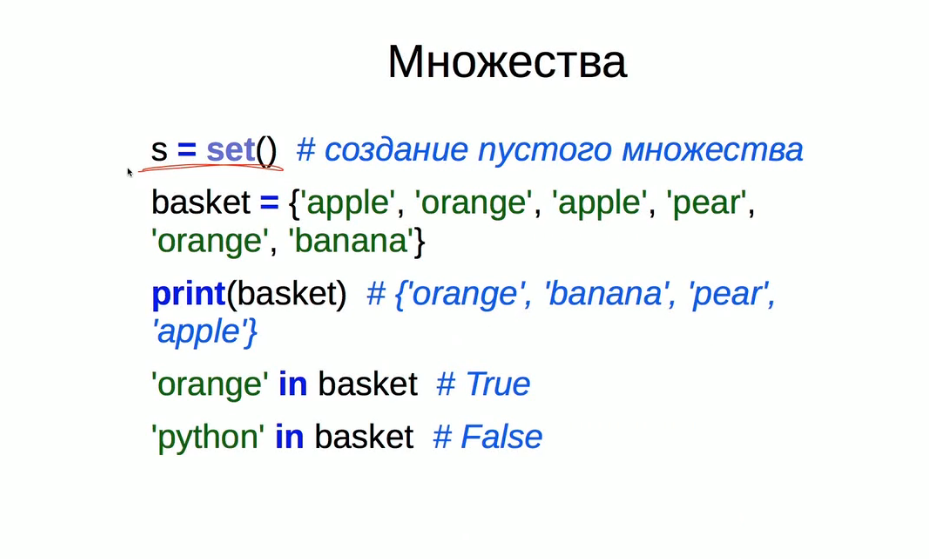 Множества
s = set() # создание пустого множества
basket = {'apple', 'orange', 'apple', 'pear',
'orange', 'banana'}
print(basket) # {'orange', 'banana', 'pear',
'apple'}
'orange' in basket # True
'python' in basket # False